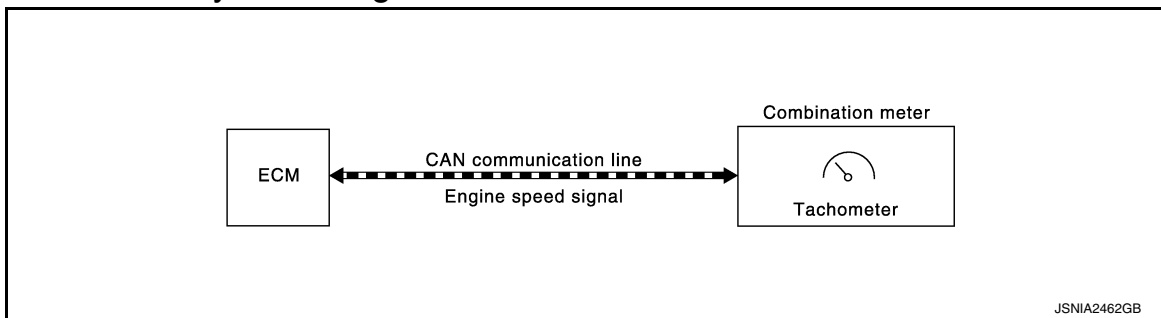 Combination meter
ECM
CAN communication line
Engine speed signal
Tachometer
JSNIA2462GB